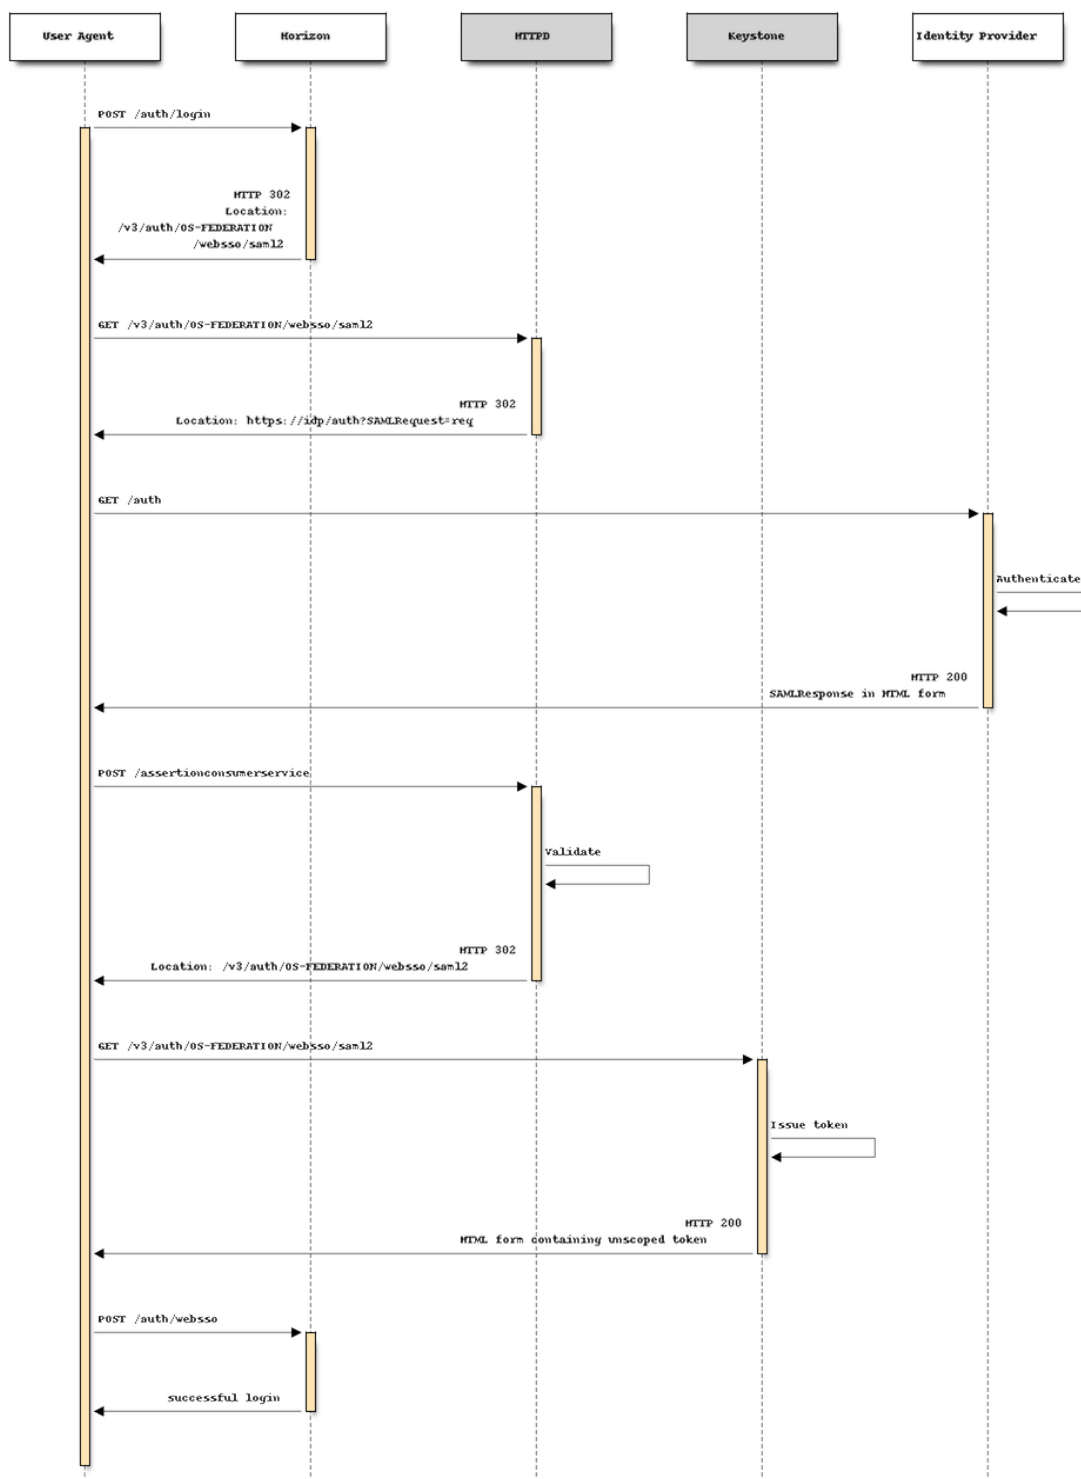 User Agent
Horizon
HTTPD
Keystone
Identity Provider
POST /auth/login
HTTP 302
Location:
/v3/auth/OS-FEDERATION
/websso/saml2
GET /v3/auth/OS-FEDERATION/websso/saml2
HTTP 302
Location: https://idp/auth?SAMLRequest=req
GET /auth
Authenticate
HTTP 200
SAMLResponse in HTML form
POST /assertionconsumerservice
Validate
HTTP 302
Location: /v3/auth/OS-FEDERATION/websso/saml2
GET /v3/auth/OS-FEDERATION/websso/saml2
Issue token
HTTP 200
HTML form containing unscoped token
POST /auth/websso
successful login